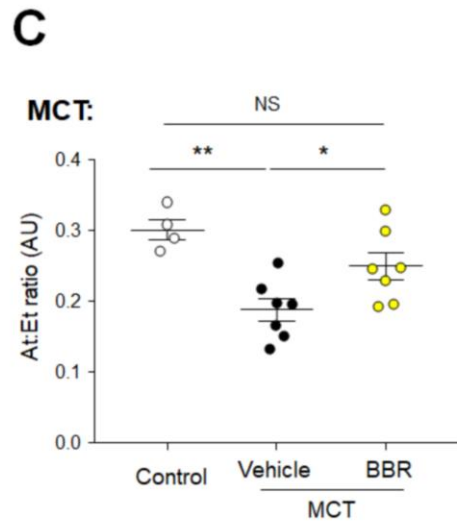 C
MCT:
NS
** *
At:Et ratio (AU)
0.4
0.3
0.2
0.1
0.0
Control Vehicle BBR
MCT